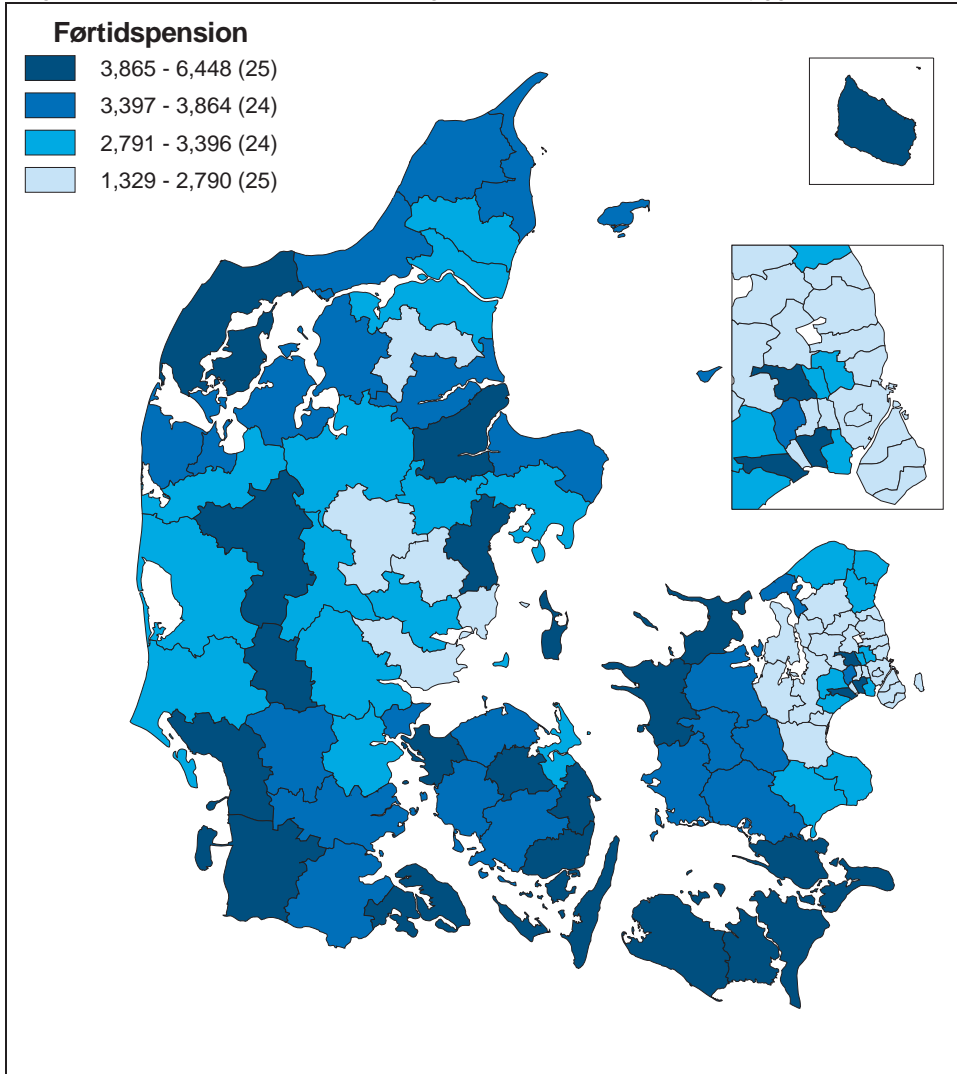 Førtidspension
3,865 - 6,448 (25)
3,397 - 3,864 (24)
2,791 - 3,396 (24)
1,329 - 2,790 (25)